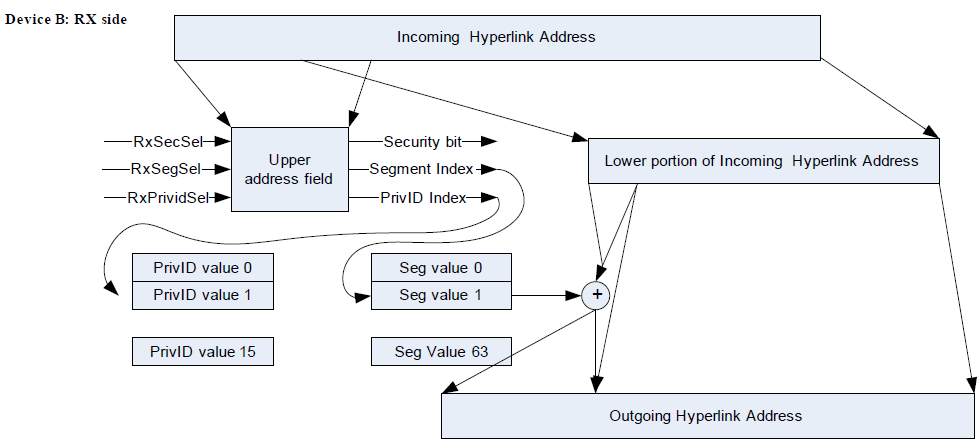 Device B: RX side
Incoming Hyperlink Address
RxSecSel
RxSegSel
RxPrividSel
Upper
address field
Security bit
Segment Index
PrivID Index
Lower portion of Incoming Hyperlink Address
PrivID value 0
PrivID value 1
PrivID value 15
Seg value 0
Seg value 1
Seg Value 63
+
Outgoing Hyperlink Address